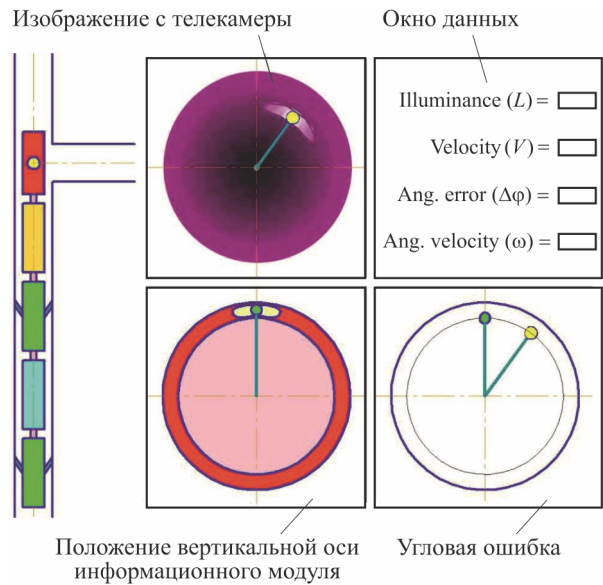 Изображение с телекамеры
Окно данных
Illuminance (L) =
Velocity (V) =
Ang. error (Δφ) =
Ang. velocity (ω) =
Положение вертикальной оси
информационного модуля
Угловая ошибка